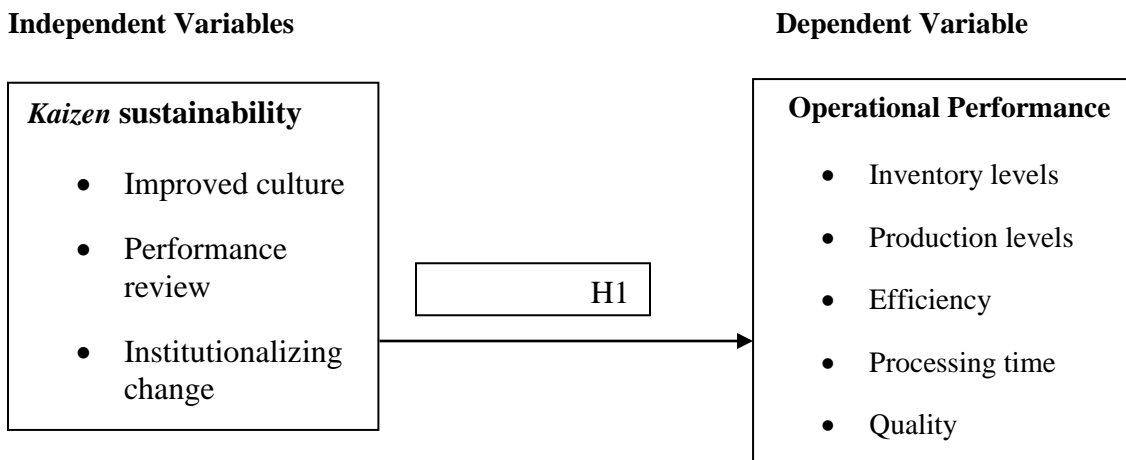 Independent Variables
Dependent Variable
Kaizen sustainability
• Improved culture
• Performance
review
• Institutionalizing
change
H1
Operational Performance
• Inventory levels
• Production levels
• Efficiency
• Processing time
• Quality